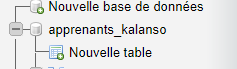 Nouvelle base de données
apprenants_kalanso
Nouvelle table